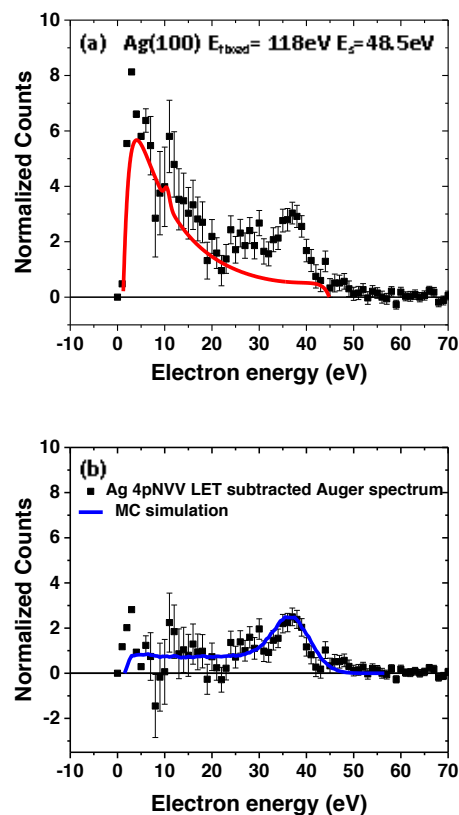 (a) Ag(100) E_fixed= 118eV E_s=48.5eV
Normalized Counts
10
8
6
4
2
0
-10 0 10 20 30 40 50 60 70
Electron energy (eV)
(b)
Ag 4pNVV LET subtracted Auger spectrum
MC simulation
Normalized Counts
10
8
6
4
2
0
-2
-10 0 10 20 30 40 50 60 70
Electron energy (eV)